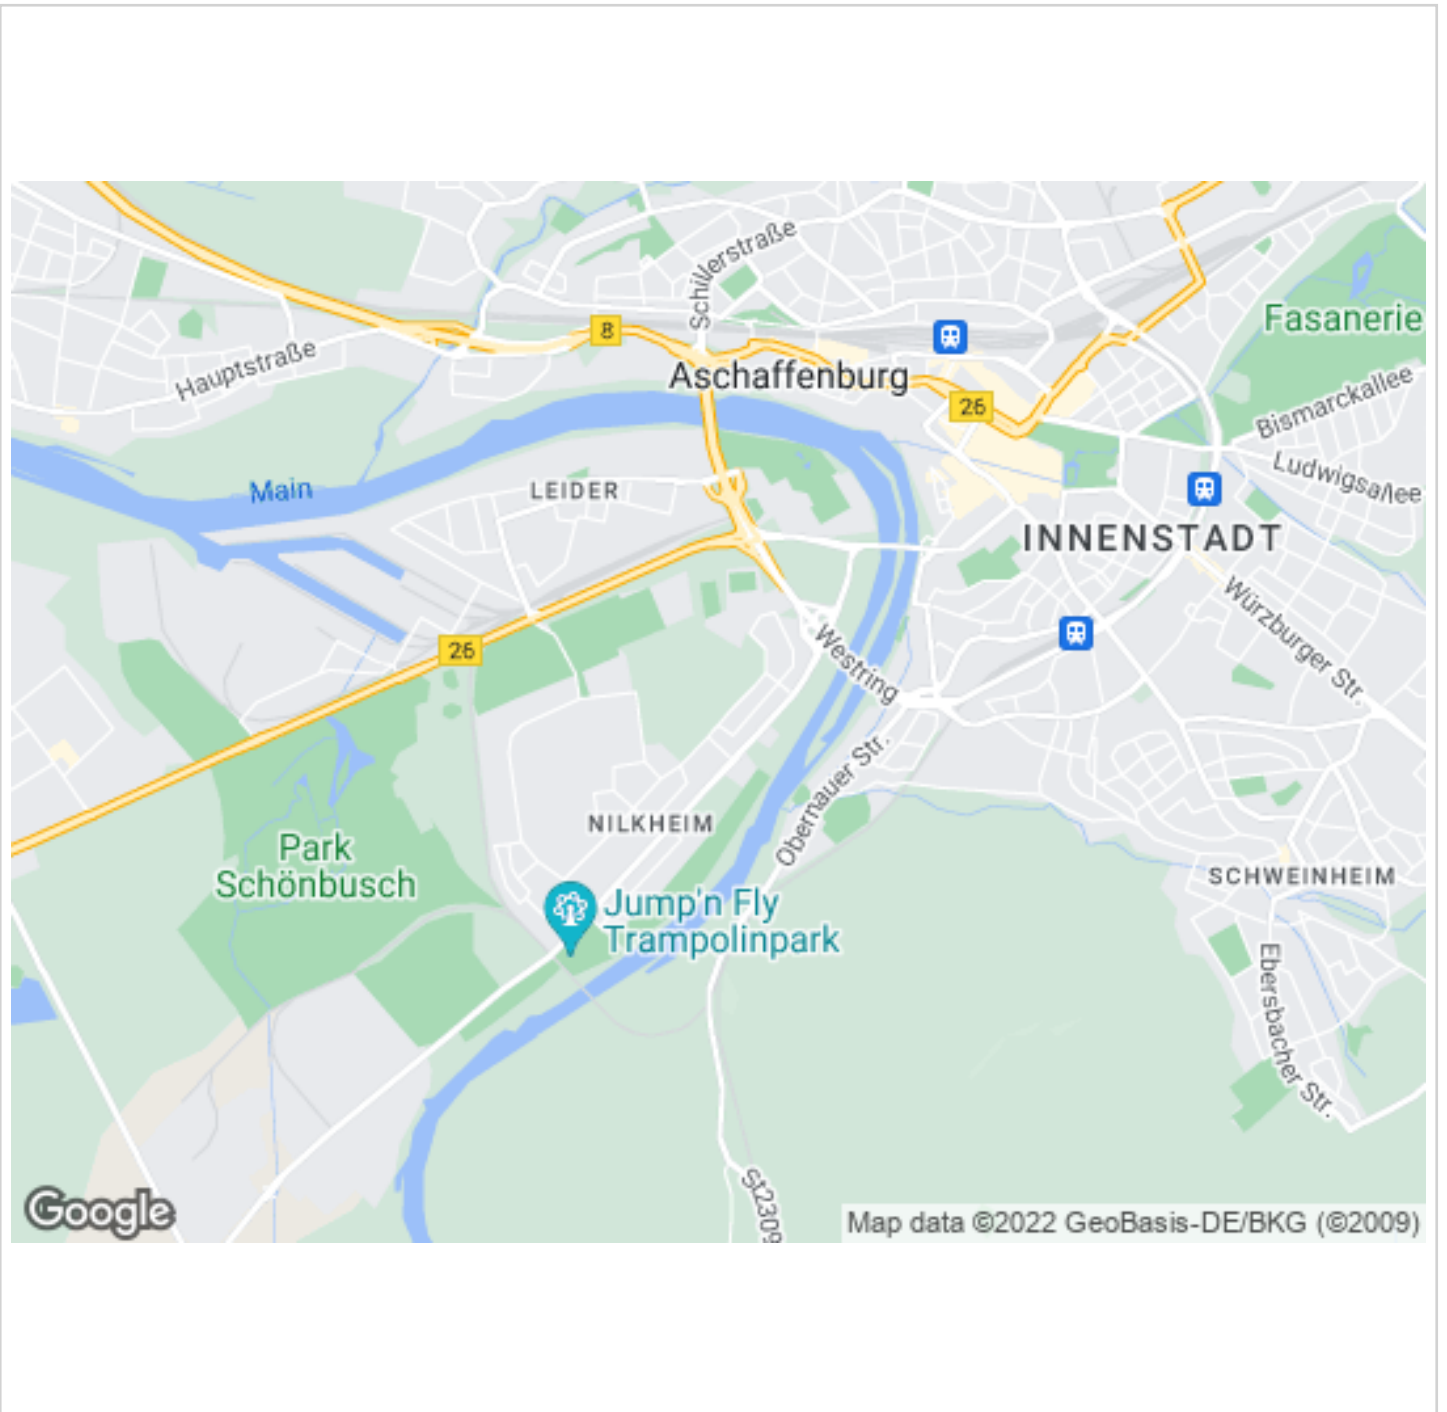 Schillerstraße
8
Fasanerie
Hauptstraße
Aschaffenburg
26
Bismarckallee
Ludwigsallee
Main
LEIDER
INNENSTADT
Würzburger Str.
Westring
26
Obernauer Str.
NILKHEIM
Park
Schönbusch
SCHWEINHEIM
Jump'n Fly
Trampolinpark
Ebersbacher Str.
St2309
Google
Map data ©2022 GeoBasis-DE/BKG (©2009)